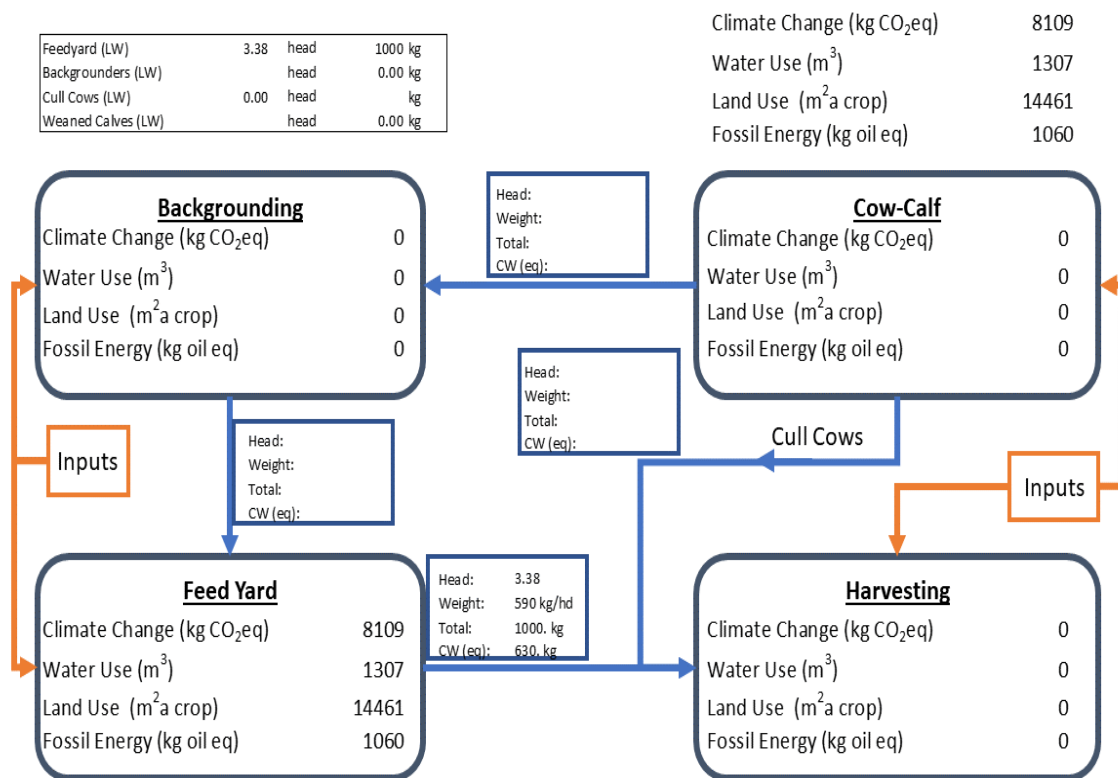 Feedyard (LW) 3.38 head 1000 kg
Backgrounders (LW) head 0.00 kg
Cull Cows (LW) 0.00 head kg
Weaned Calves (LW) head 0.00 kg
Climate Change (kg CO₂eq) 8109
Water Use (m³) 1307
Land Use (m²a crop) 14461
Fossil Energy (kg oil eq) 1060
Backgrounding
Climate Change (kg CO₂eq) 0
Water Use (m³) 0
Land Use (m²a crop) 0
Fossil Energy (kg oil eq) 0
Head:
Weight:
Total:
CW (eq):
Cow-Calf
Climate Change (kg CO₂eq) 0
Water Use (m³) 0
Land Use (m²a crop) 0
Fossil Energy (kg oil eq) 0
Head:
Weight:
Total:
CW (eq):
Cull Cows
Inputs
Head:
Weight:
Total:
CW (eq):
Inputs
Feed Yard
Climate Change (kg CO₂eq) 8109
Water Use (m³) 1307
Land Use (m²a crop) 14461
Fossil Energy (kg oil eq) 1060
Head: 3.38
Weight: 590 kg/hd
Total: 1000. kg
CW (eq): 630. kg
Harvesting
Climate Change (kg CO₂eq) 0
Water Use (m³) 0
Land Use (m²a crop) 0
Fossil Energy (kg oil eq) 0